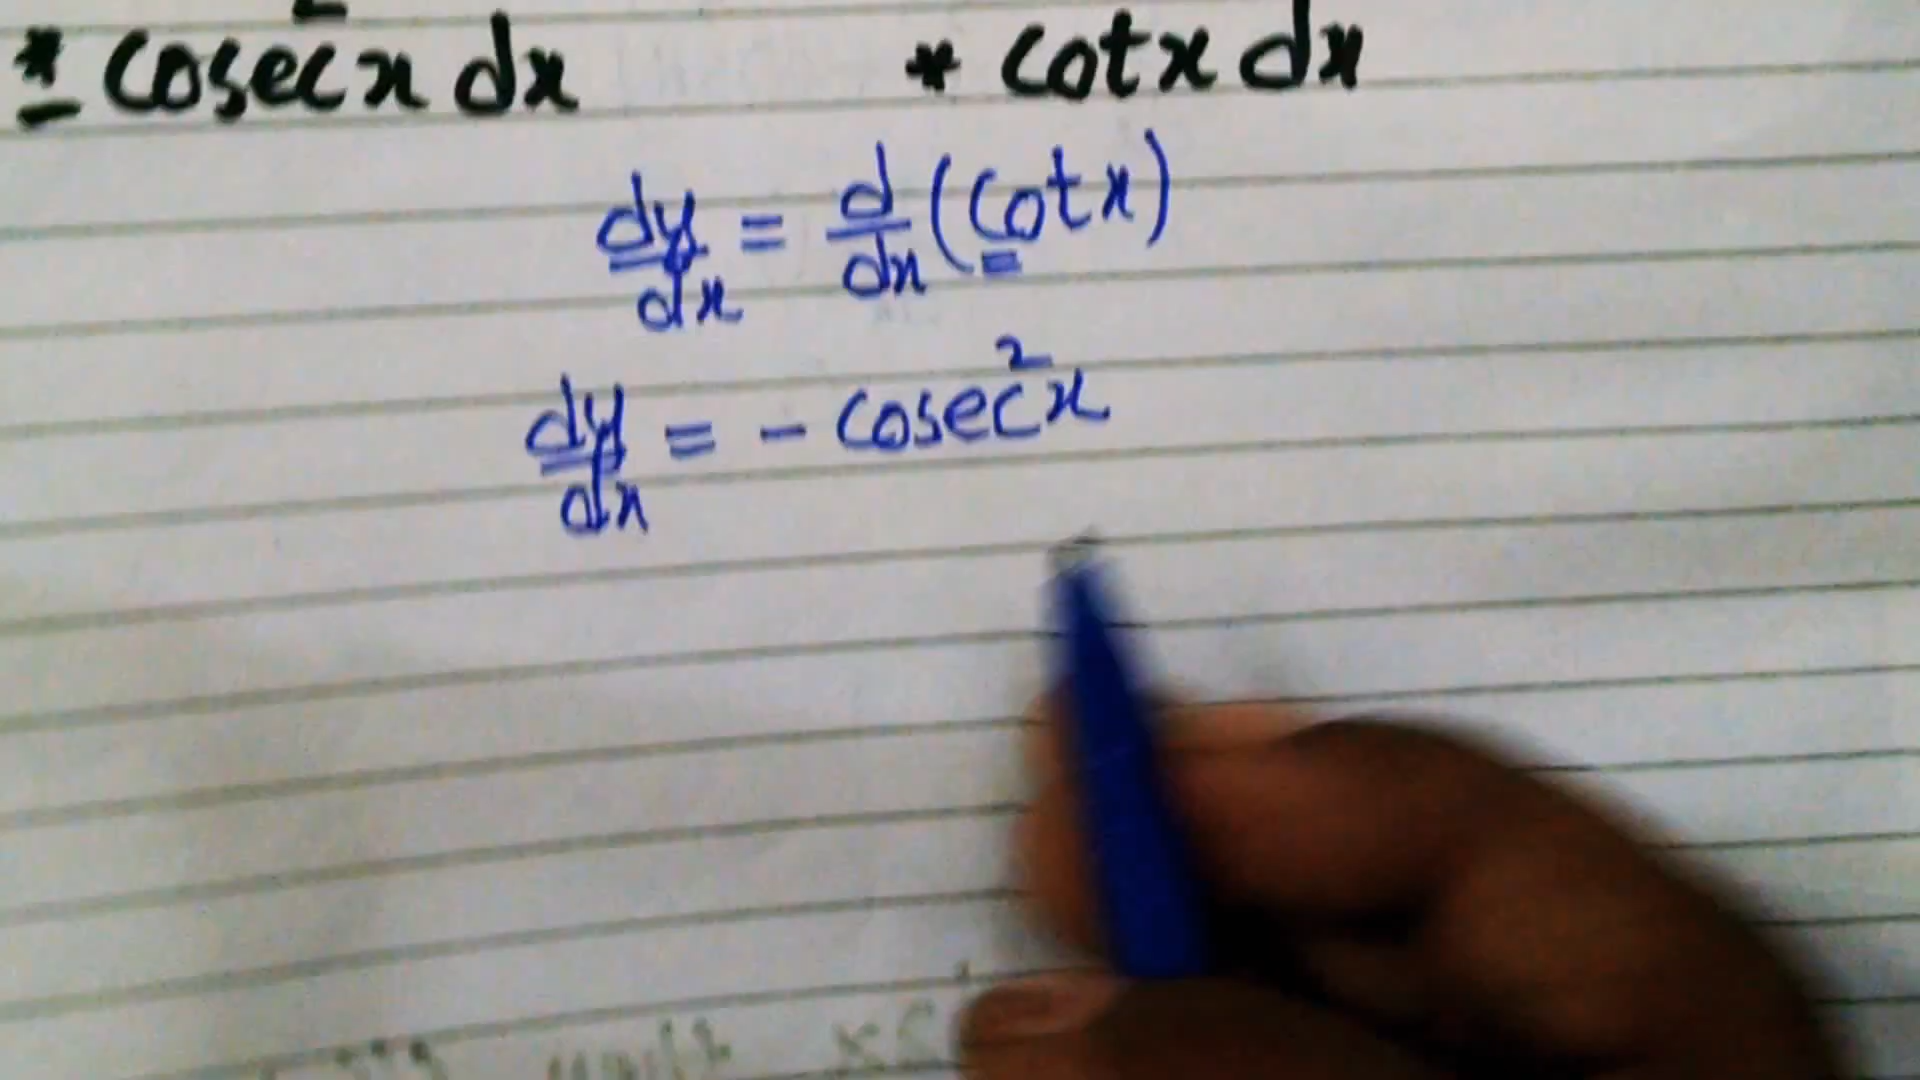 * cosec²x dx * cotx dx
dy/dx = d/dx (cotx)
dy/dx = - cosec²x